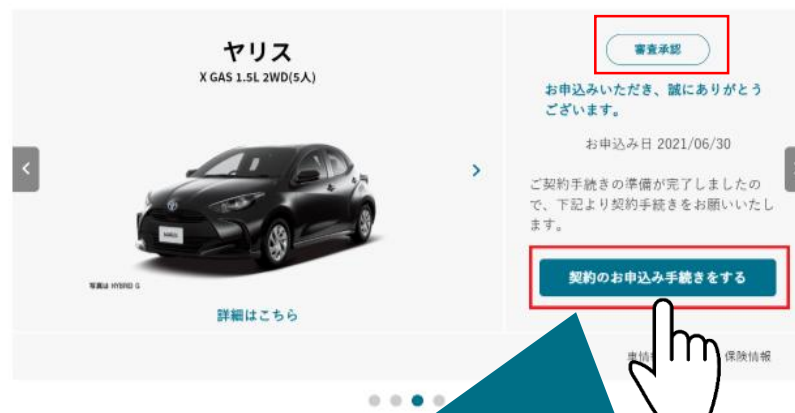 ヤリス
X GAS 1.5L 2WD(5人)
写真は HYBRID G
詳細はこちら
審査承認
お申込みいただき、誠にありがとう
ございます。
お申込み日 2021/06/30
ご契約手続きの準備が完了しましたの
で、下記より契約手続きをお願いいたし
ます。
契約のお申込み手続きをする
保険情報